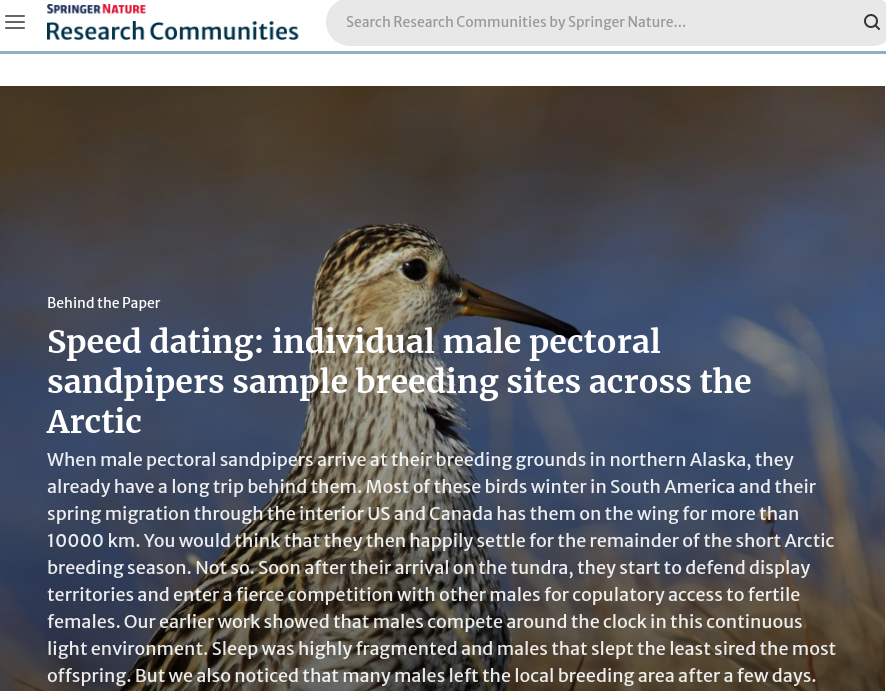 SPRINGER NATURE
Research Communities
Search Research Communities by Springer Nature...
Behind the Paper
Speed dating: individual male pectoral
sandpipers sample breeding sites across the
Arctic
When male pectoral sandpipers arrive at their breeding grounds in northern Alaska, they
already have a long trip behind them. Most of these birds winter in South America and their
spring migration through the interior US and Canada has them on the wing for more than
10000 km. You would think that they then happily settle for the remainder of the short Arctic
breeding season. Not so. Soon after their arrival on the tundra, they start to defend display
territories and enter a fierce competition with other males for copulatory access to fertile
females. Our earlier work showed that males compete around the clock in this continuous
light environment. Sleep was highly fragmented and males that slept the least sired the most
offspring. But we also noticed that many males left the local breeding area after a few days.